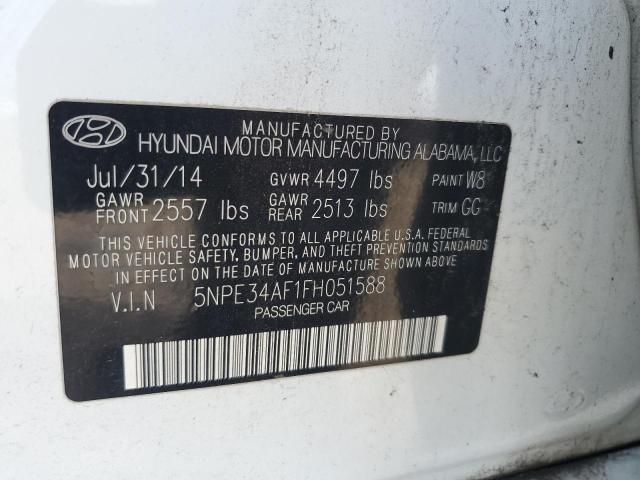 MANUFACTURED BY
HYUNDAI MOTOR MANUFACTURING ALABAMA, LLC
Jul/31/14 GVWR 4497 lbs PAINT W8
GAWR FRONT 2557 lbs GAWR REAR 2513 lbs TRIM GG
THIS VEHICLE CONFORMS TO ALL APPLICABLE U.S.A. FEDERAL
MOTOR VEHICLE SAFETY, BUMPER, AND THEFT PREVENTION STANDARDS
IN EFFECT ON THE DATE OF MANUFACTURE SHOWN ABOVE.
V.I.N 5NPE34AF1FH051588
PASSENGER CAR